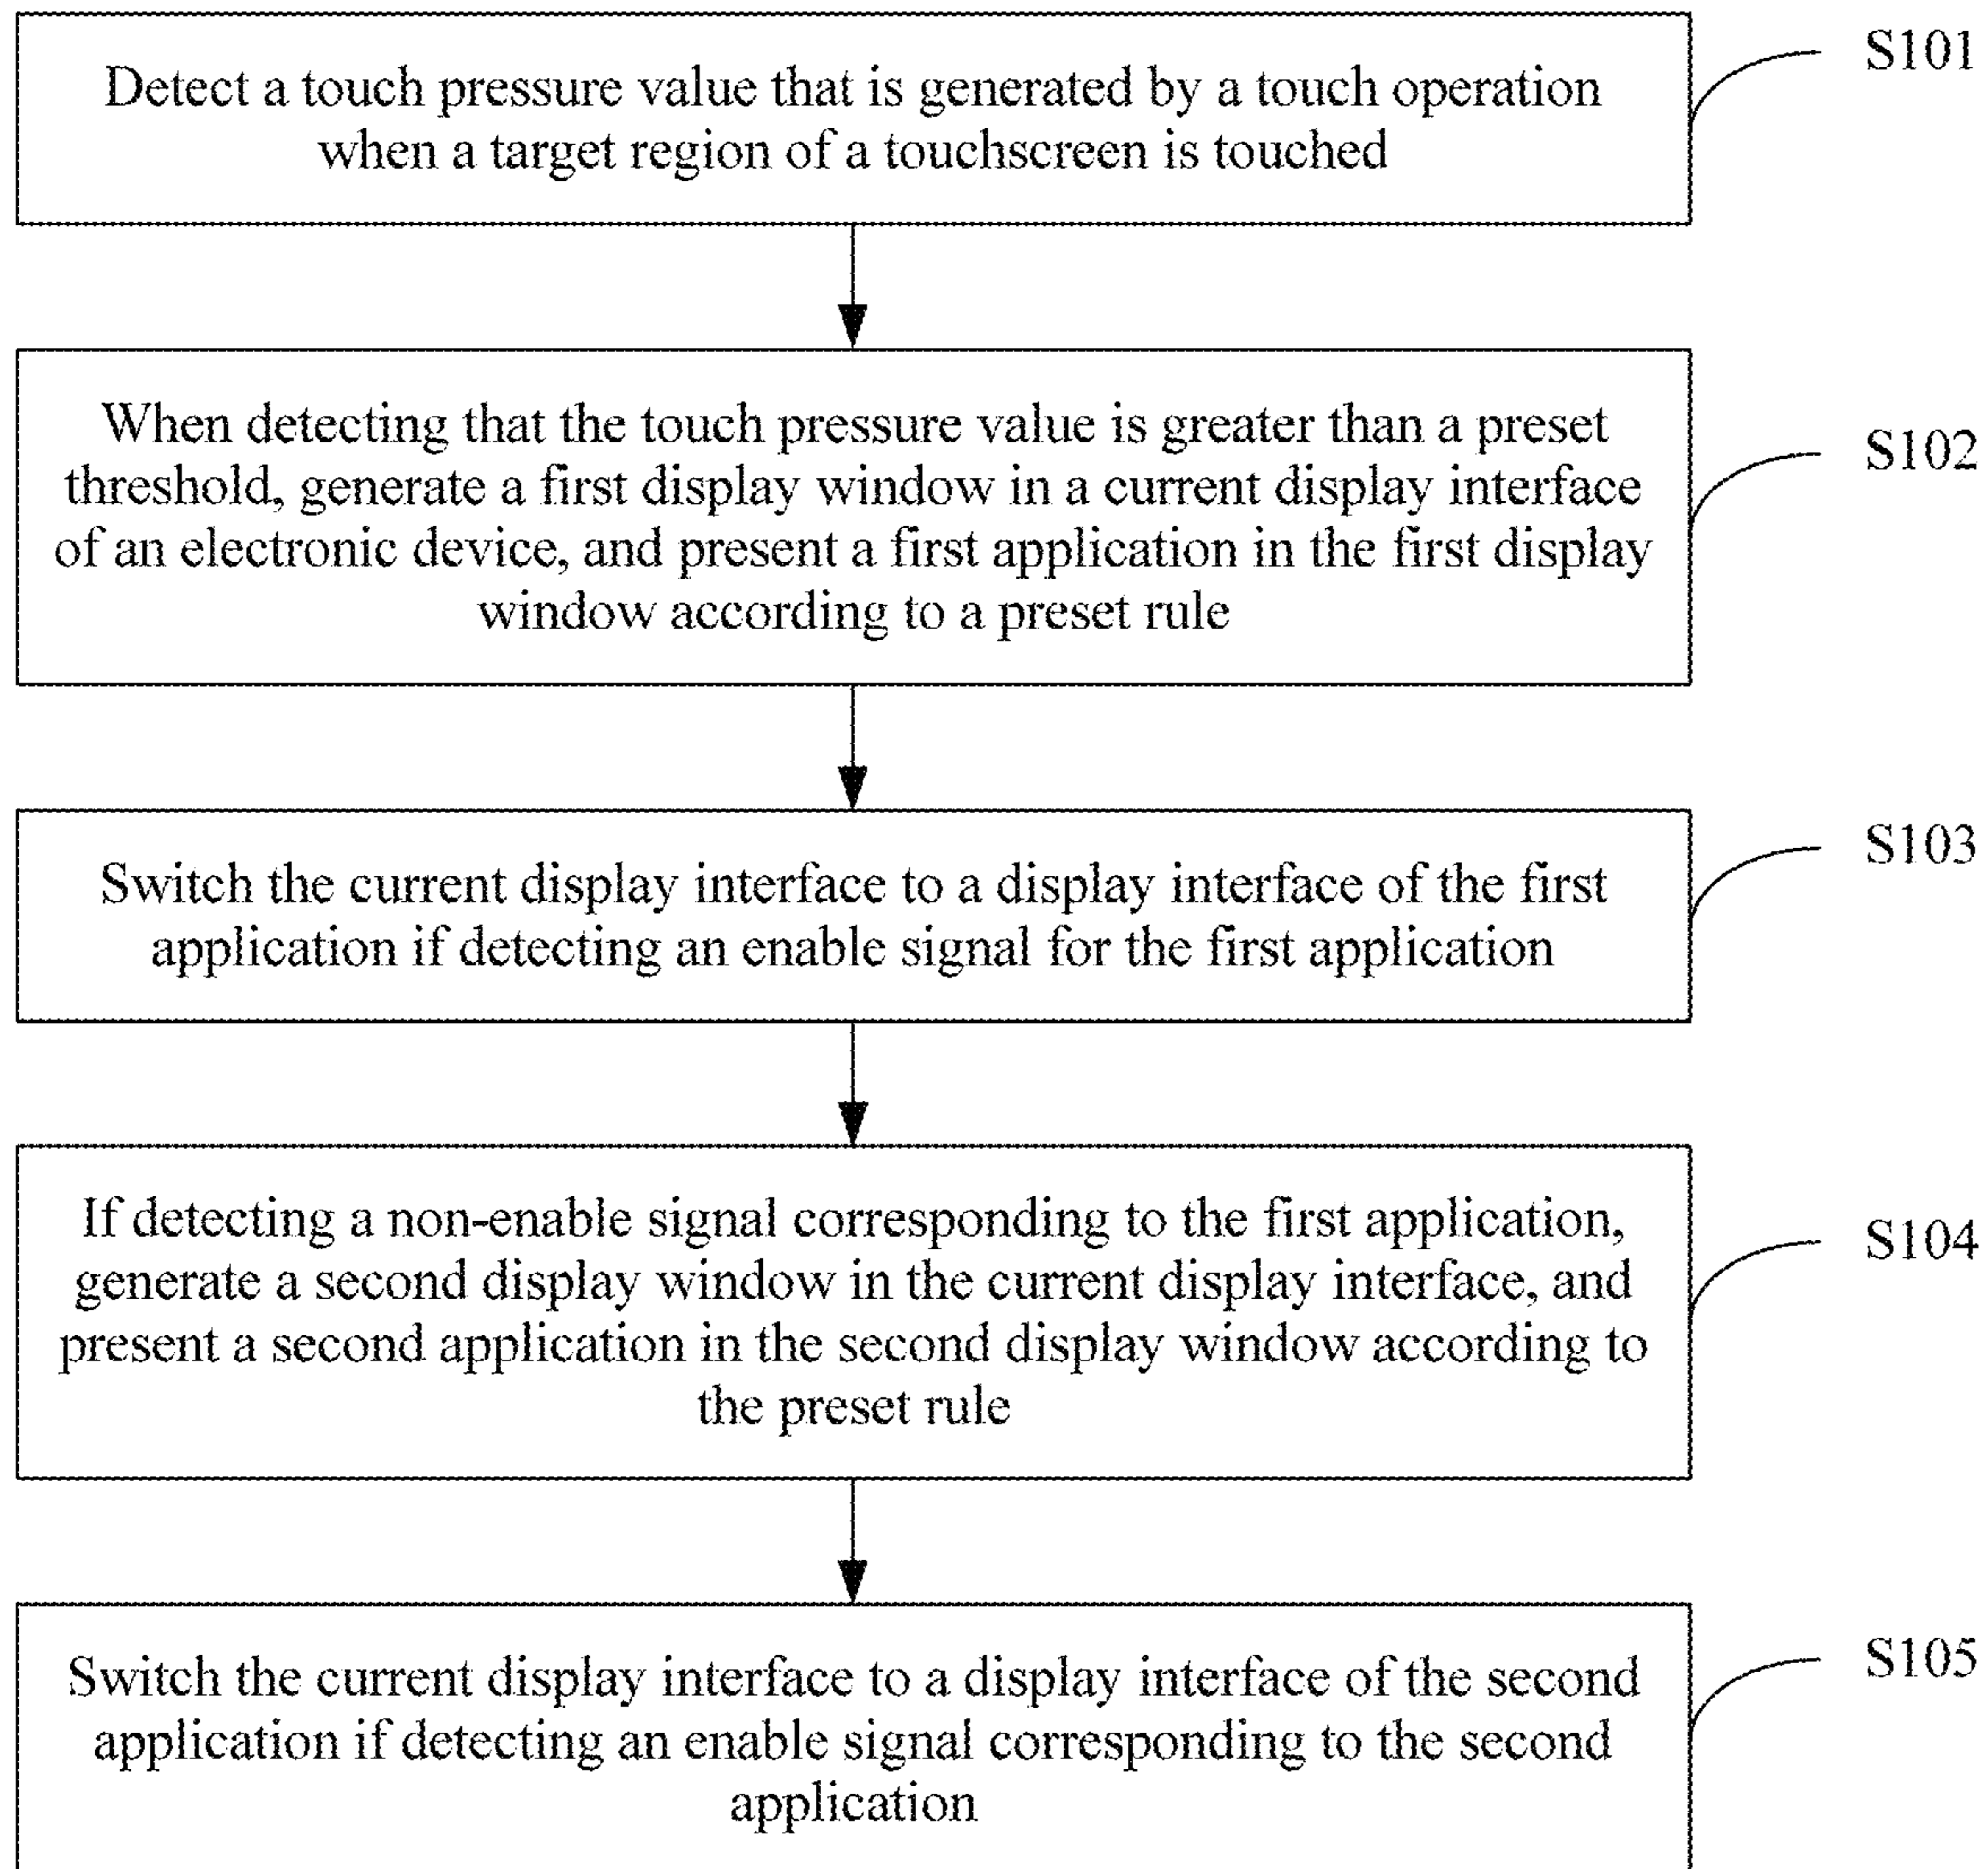 Detect a touch pressure value that is generated by a touch operation
when a target region of a touchscreen is touched
S101
When detecting that the touch pressure value is greater than a preset
threshold, generate a first display window in a current display interface
of an electronic device, and present a first application in the first display
window according to a preset rule
S102
Switch the current display interface to a display interface of the first
application if detecting an enable signal for the first application
S103
If detecting a non-enable signal corresponding to the first application,
generate a second display window in the current display interface, and
present a second application in the second display window according to
the preset rule
S104
Switch the current display interface to a display interface of the second
application if detecting an enable signal corresponding to the second
application
S105